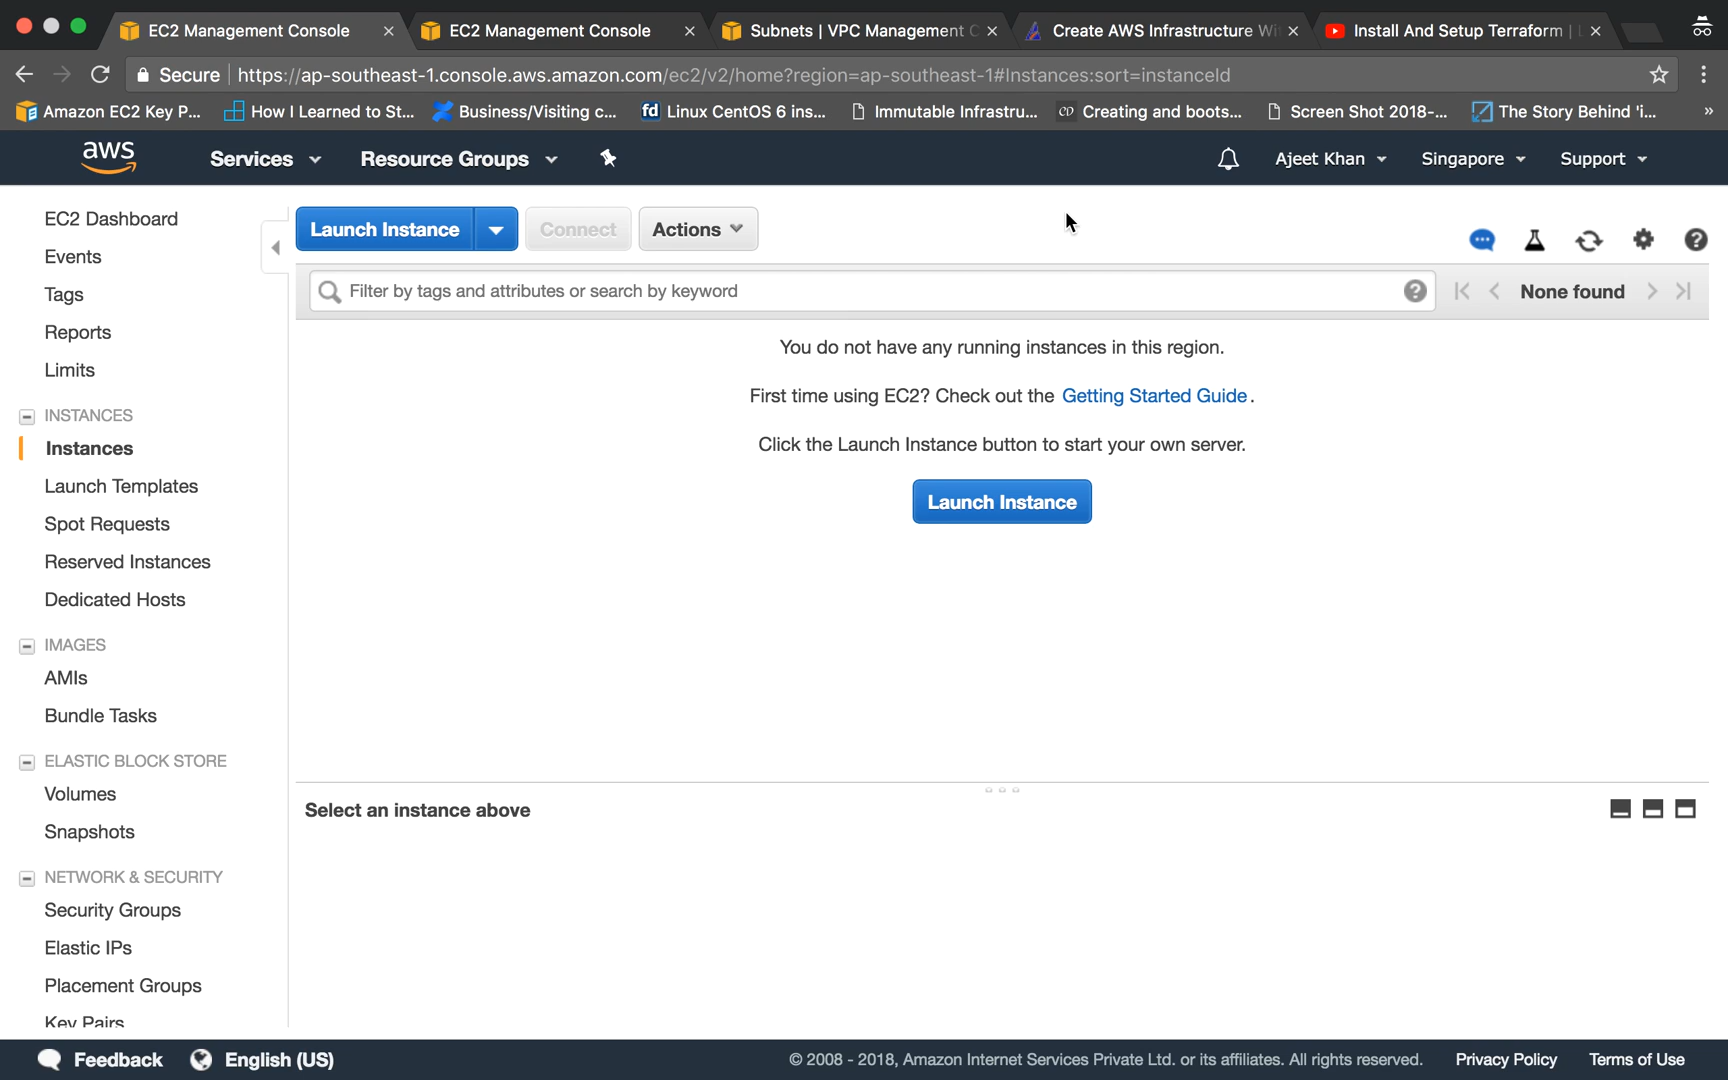 EC2 Management Console
EC2 Management Console
Subnets | VPC Management C
Create AWS Infrastructure Wi
Install And Setup Terraform |
Secure
https://ap-southeast-1.console.aws.amazon.com/ec2/v2/home?region=ap-southeast-1#Instances:sort=instanceId
Amazon EC2 Key P...
How I Learned to St...
Business/Visiting c...
fd Linux CentOS 6 ins...
Immutable Infrastru...
Creating and boots...
Screen Shot 2018-...
The Story Behind 'i...
»
aws
Services
Resource Groups
Ajeet Khan
Singapore
Support
EC2 Dashboard
Events
Tags
Reports
Limits
INSTANCES
Instances
Launch Templates
Spot Requests
Reserved Instances
Dedicated Hosts
IMAGES
AMIs
Bundle Tasks
ELASTIC BLOCK STORE
Volumes
Snapshots
NETWORK & SECURITY
Security Groups
Elastic IPs
Placement Groups
Key Pairs
Launch Instance
Connect
Actions
Filter by tags and attributes or search by keyword
None found
You do not have any running instances in this region.
First time using EC2? Check out the Getting Started Guide.
Click the Launch Instance button to start your own server.
Launch Instance
Select an instance above
Feedback
English (US)
© 2008 - 2018, Amazon Internet Services Private Ltd. or its affiliates. All rights reserved.
Privacy Policy
Terms of Use